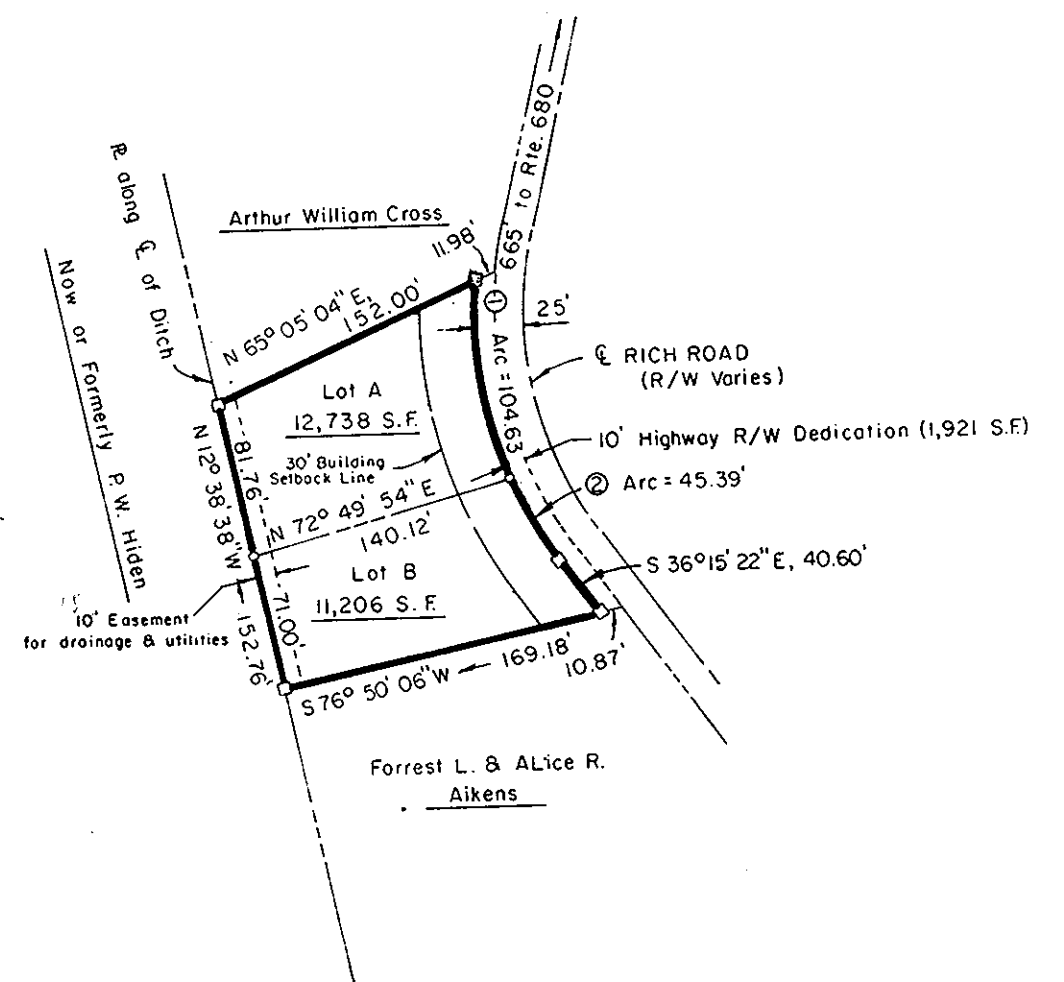 665' to Rte. 680
℄ along ℄ of Ditch
Arthur William Cross
11.98'
Now or Formerly P. W. Hiden
N 65° 05' 04" E,
152.00'
①
Arc = 104.63
25'
℄ RICH ROAD
(R/W Varies)
Lot A
12,738 S.F.
10' Highway R/W Dedication (1,921 S.F.)
30' Building
Setback Line
② Arc = 45.39'
N 12° 38' 38" W
81.76'
N 72° 49' 54" E
140.12'
Lot B
11,206 S. F.
S 36° 15' 22" E, 40.60'
10' Easement
for drainage & utilities
71.00'
152.76'
169.18'
S 76° 50' 06" W
10.87'
Forrest L. & ALice R.
Aikens